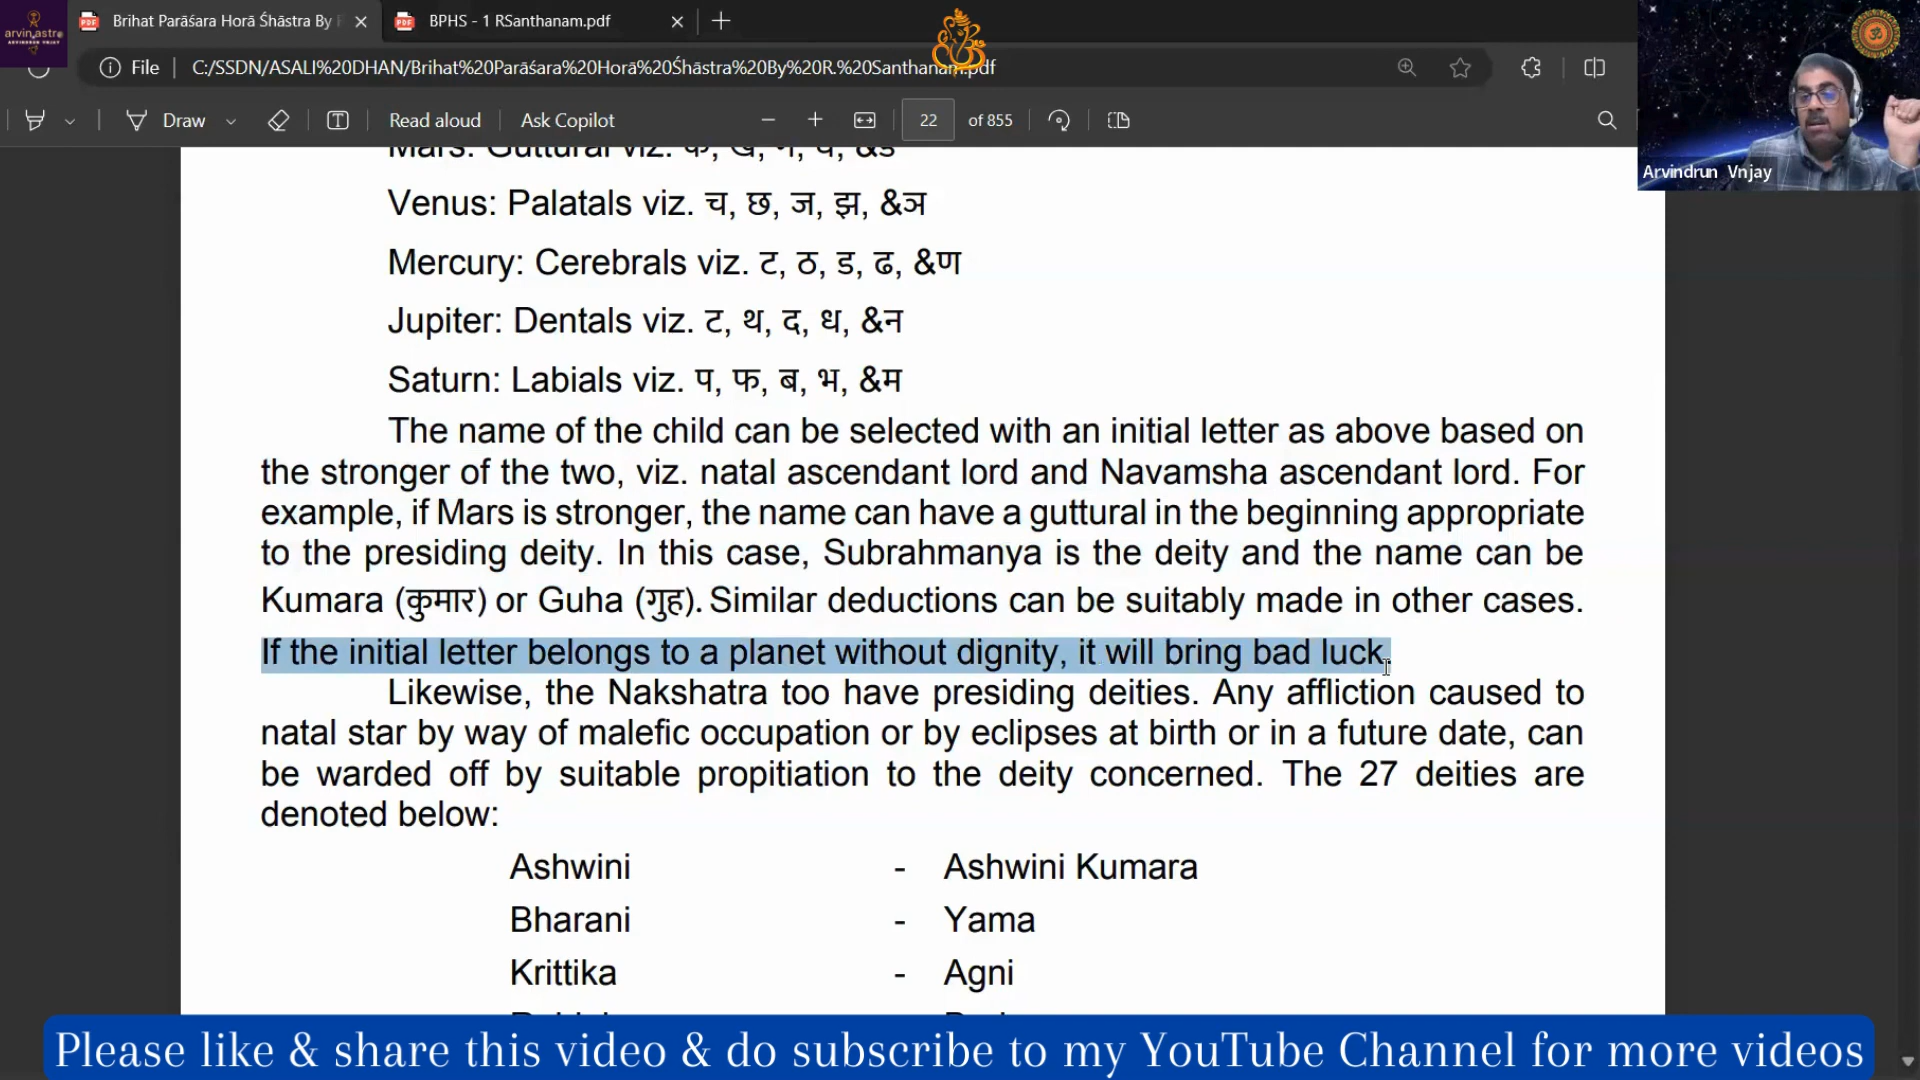 arvinastro
ARVINDRUN VNJAY
Brihat Parāśara Horā Śhāstra By
BPHS - 1 RSanthanam.pdf
File
C:/SSDN/ASALI%20DHAN/Brihat%20Parāśara%20Horā%20Śhāstra%20By%20R.%20Santhanam.pdf
Draw
Read aloud
Ask Copilot
22
of 855
Arvindrun Vnjay
Mars: Guttural viz. क, ख, ग, घ, &ड
Venus: Palatals viz. च, छ, ज, झ, &ञ
Mercury: Cerebrals viz. ट, ठ, ड, ढ, &ण
Jupiter: Dentals viz. ट, थ, द, ध, &न
Saturn: Labials viz. प, फ, ब, भ, &म
The name of the child can be selected with an initial letter as above based on
the stronger of the two, viz. natal ascendant lord and Navamsha ascendant lord. For
example, if Mars is stronger, the name can have a guttural in the beginning appropriate
to the presiding deity. In this case, Subrahmanya is the deity and the name can be
Kumara (कुमार) or Guha (गुह). Similar deductions can be suitably made in other cases.
If the initial letter belongs to a planet without dignity, it will bring bad luck.
Likewise, the Nakshatra too have presiding deities. Any affliction caused to
natal star by way of malefic occupation or by eclipses at birth or in a future date, can
be warded off by suitable propitiation to the deity concerned. The 27 deities are
denoted below:
Ashwini - Ashwini Kumara
Bharani - Yama
Krittika - Agni
Please like & share this video & do subscribe to my YouTube Channel for more videos